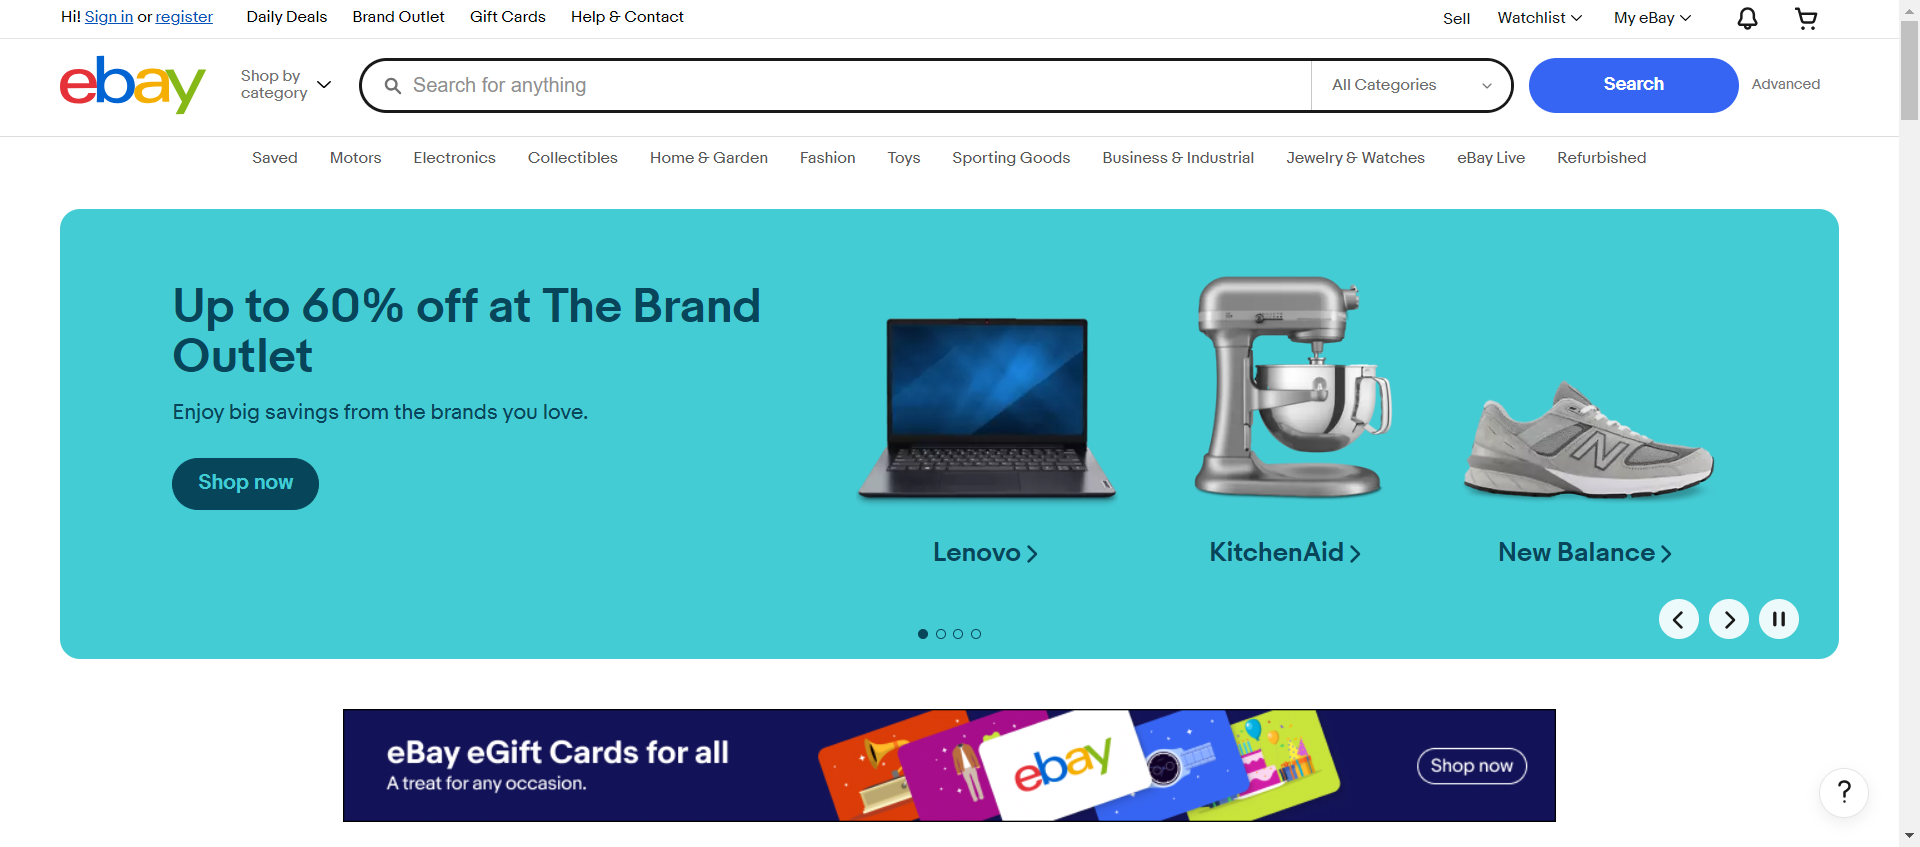 Hi! Sign in or register Daily Deals Brand Outlet Gift Cards Help & Contact Sell Watchlist My eBay
ebay
Shop by
category
Search for anything
All Categories
Search
Advanced
Saved Motors Electronics Collectibles Home & Garden Fashion Toys Sporting Goods Business & Industrial Jewelry & Watches eBay Live Refurbished
Up to 60% off at The Brand
Outlet
Enjoy big savings from the brands you love.
Shop now
Lenovo KitchenAid New Balance
eBay eGift Cards for all
A treat for any occasion.
ebay
Shop now
?